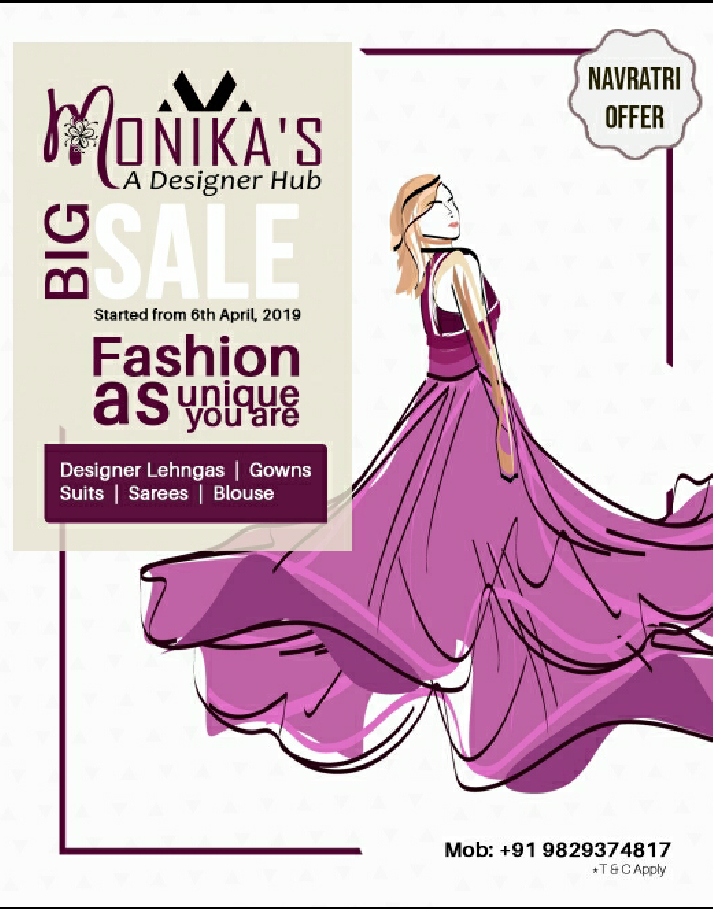 NAVRATRI
OFFER
MONIKA'S
A Designer Hub
BIG SALE
Started from 6th April, 2019
Fashion
as unique
you are
Designer Lehngas | Gowns
Suits | Sarees | Blouse
Mob: +91 9829374817
*T & C Apply